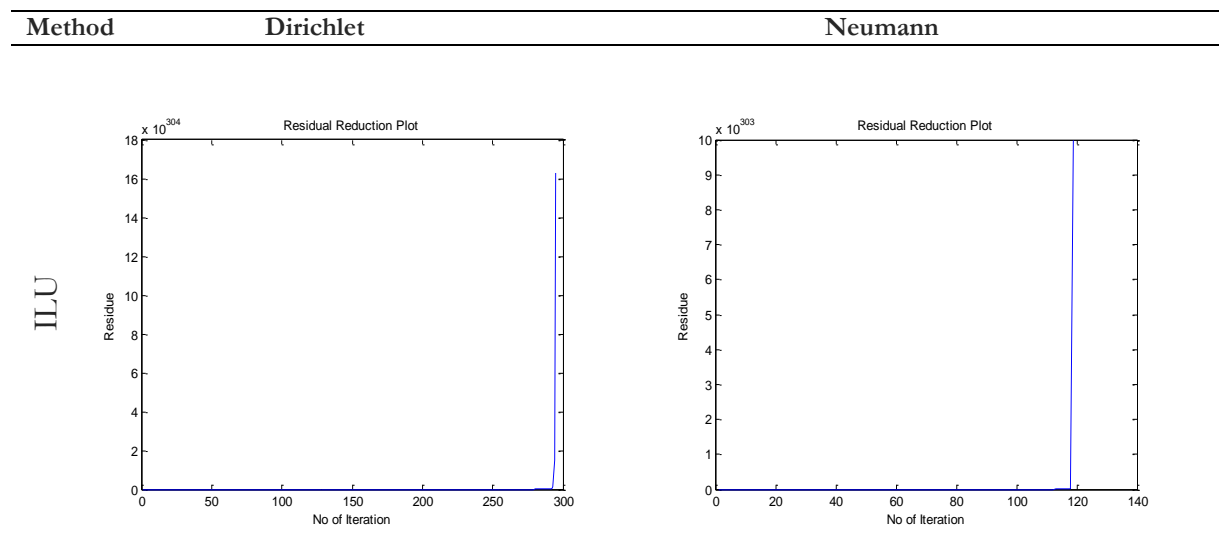 Method Dirichlet Neumann
ILU
x 10^304
Residual Reduction Plot
18
16
14
12
10
8
6
4
2
0
Residue
0 50 100 150 200 250 300
No of Iteration
x 10^303
Residual Reduction Plot
10
9
8
7
6
5
4
3
2
1
0
Residue
0 20 40 60 80 100 120 140
No of Iteration